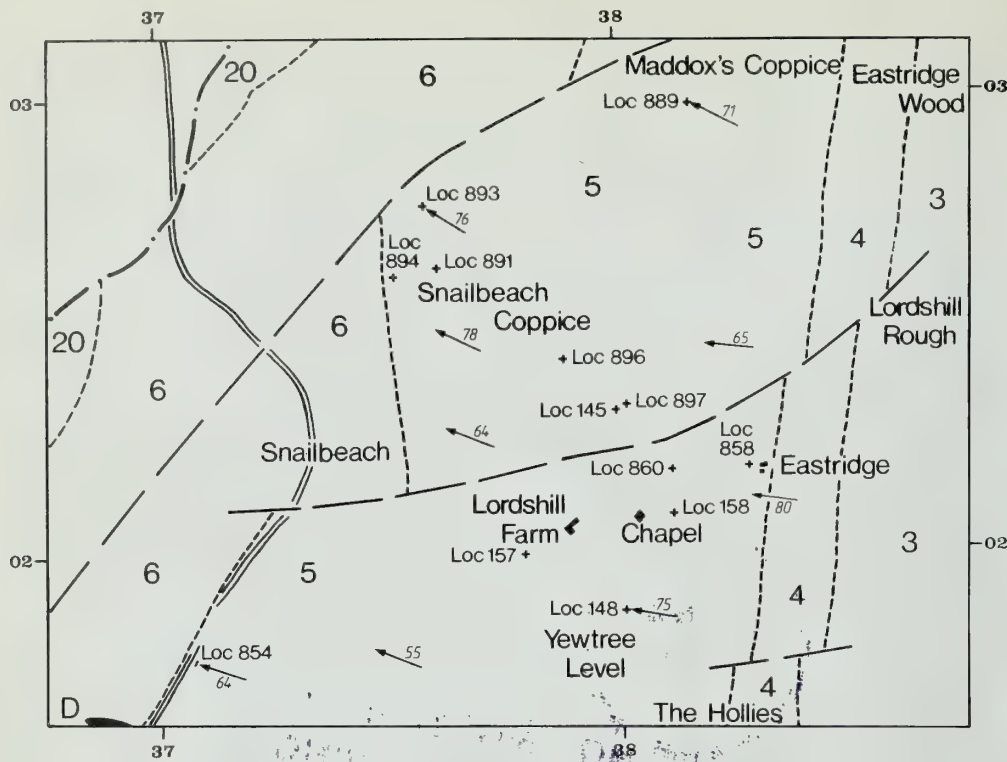 37
38
20
6
Maddox's Coppice
Eastridge
Wood
03
03
Loc 889
71
5
3
Loc 893
76
5
4
Loc
894
Loc 891
Snailbeach
Coppice
6
Lordshill
Rough
20
78
65
6
Loc 896
Loc 897
Loc 145
64
Loc
858
Snailbeach
Loc 860
Eastridge
Lordshill
Farm
Chapel
Loc 158
80
3
02
02
Loc 157
6
5
4
Loc 148
75
Yewtree
Level
Loc 854
64
55
4
D
The Hollies
37
38